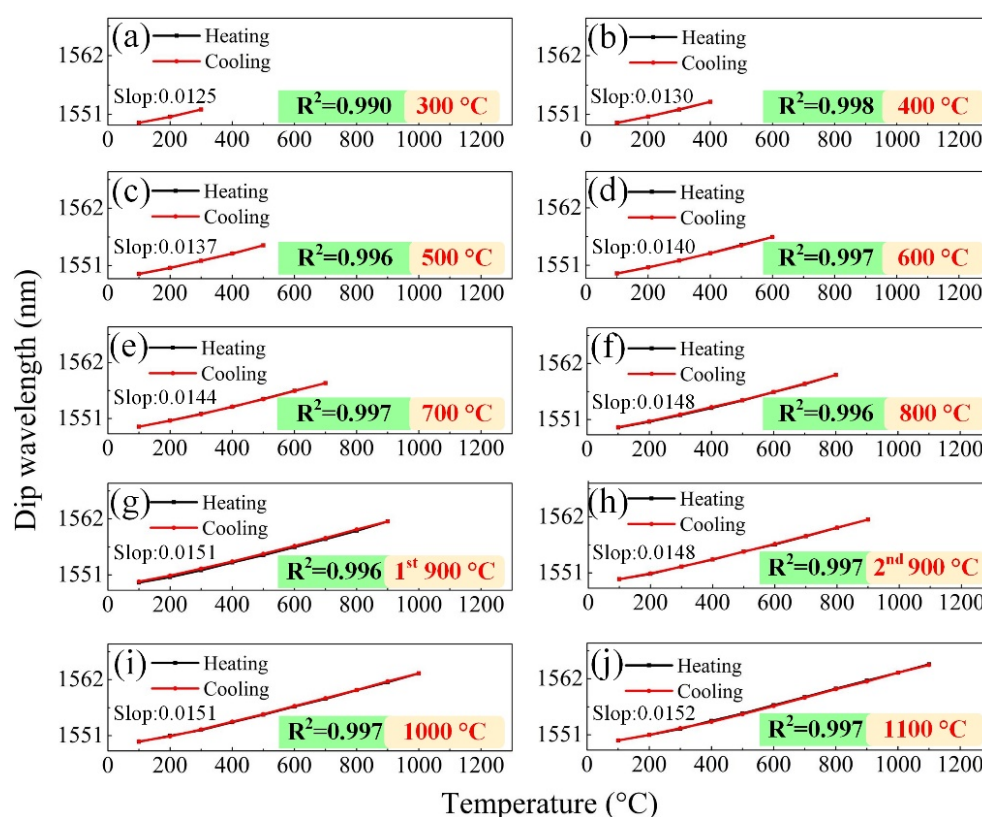 Dip wavelength (nm)
(a)
Heating
Cooling
1562
1551
Slop:0.0125
R²=0.990
300 °C
0 200 400 600 800 1000 1200
(b)
Heating
Cooling
1562
1551
Slop:0.0130
R²=0.998
400 °C
0 200 400 600 800 1000 1200
(c)
Heating
Cooling
1562
1551
Slop:0.0137
R²=0.996
500 °C
0 200 400 600 800 1000 1200
(d)
Heating
Cooling
1562
1551
Slop:0.0140
R²=0.997
600 °C
0 200 400 600 800 1000 1200
(e)
Heating
Cooling
1562
1551
Slop:0.0144
R²=0.997
700 °C
0 200 400 600 800 1000 1200
(f)
Heating
Cooling
1562
1551
Slop:0.0148
R²=0.996
800 °C
0 200 400 600 800 1000 1200
(g)
Heating
Cooling
1562
1551
Slop:0.0151
R²=0.996
1st 900 °C
0 200 400 600 800 1000 1200
(h)
Heating
Cooling
1562
1551
Slop:0.0148
R²=0.997
2nd 900 °C
0 200 400 600 800 1000 1200
(i)
Heating
Cooling
1562
1551
Slop:0.0151
R²=0.997
1000 °C
0 200 400 600 800 1000 1200
(j)
Heating
Cooling
1562
1551
Slop:0.0152
R²=0.997
1100 °C
0 200 400 600 800 1000 1200
Temperature (°C)